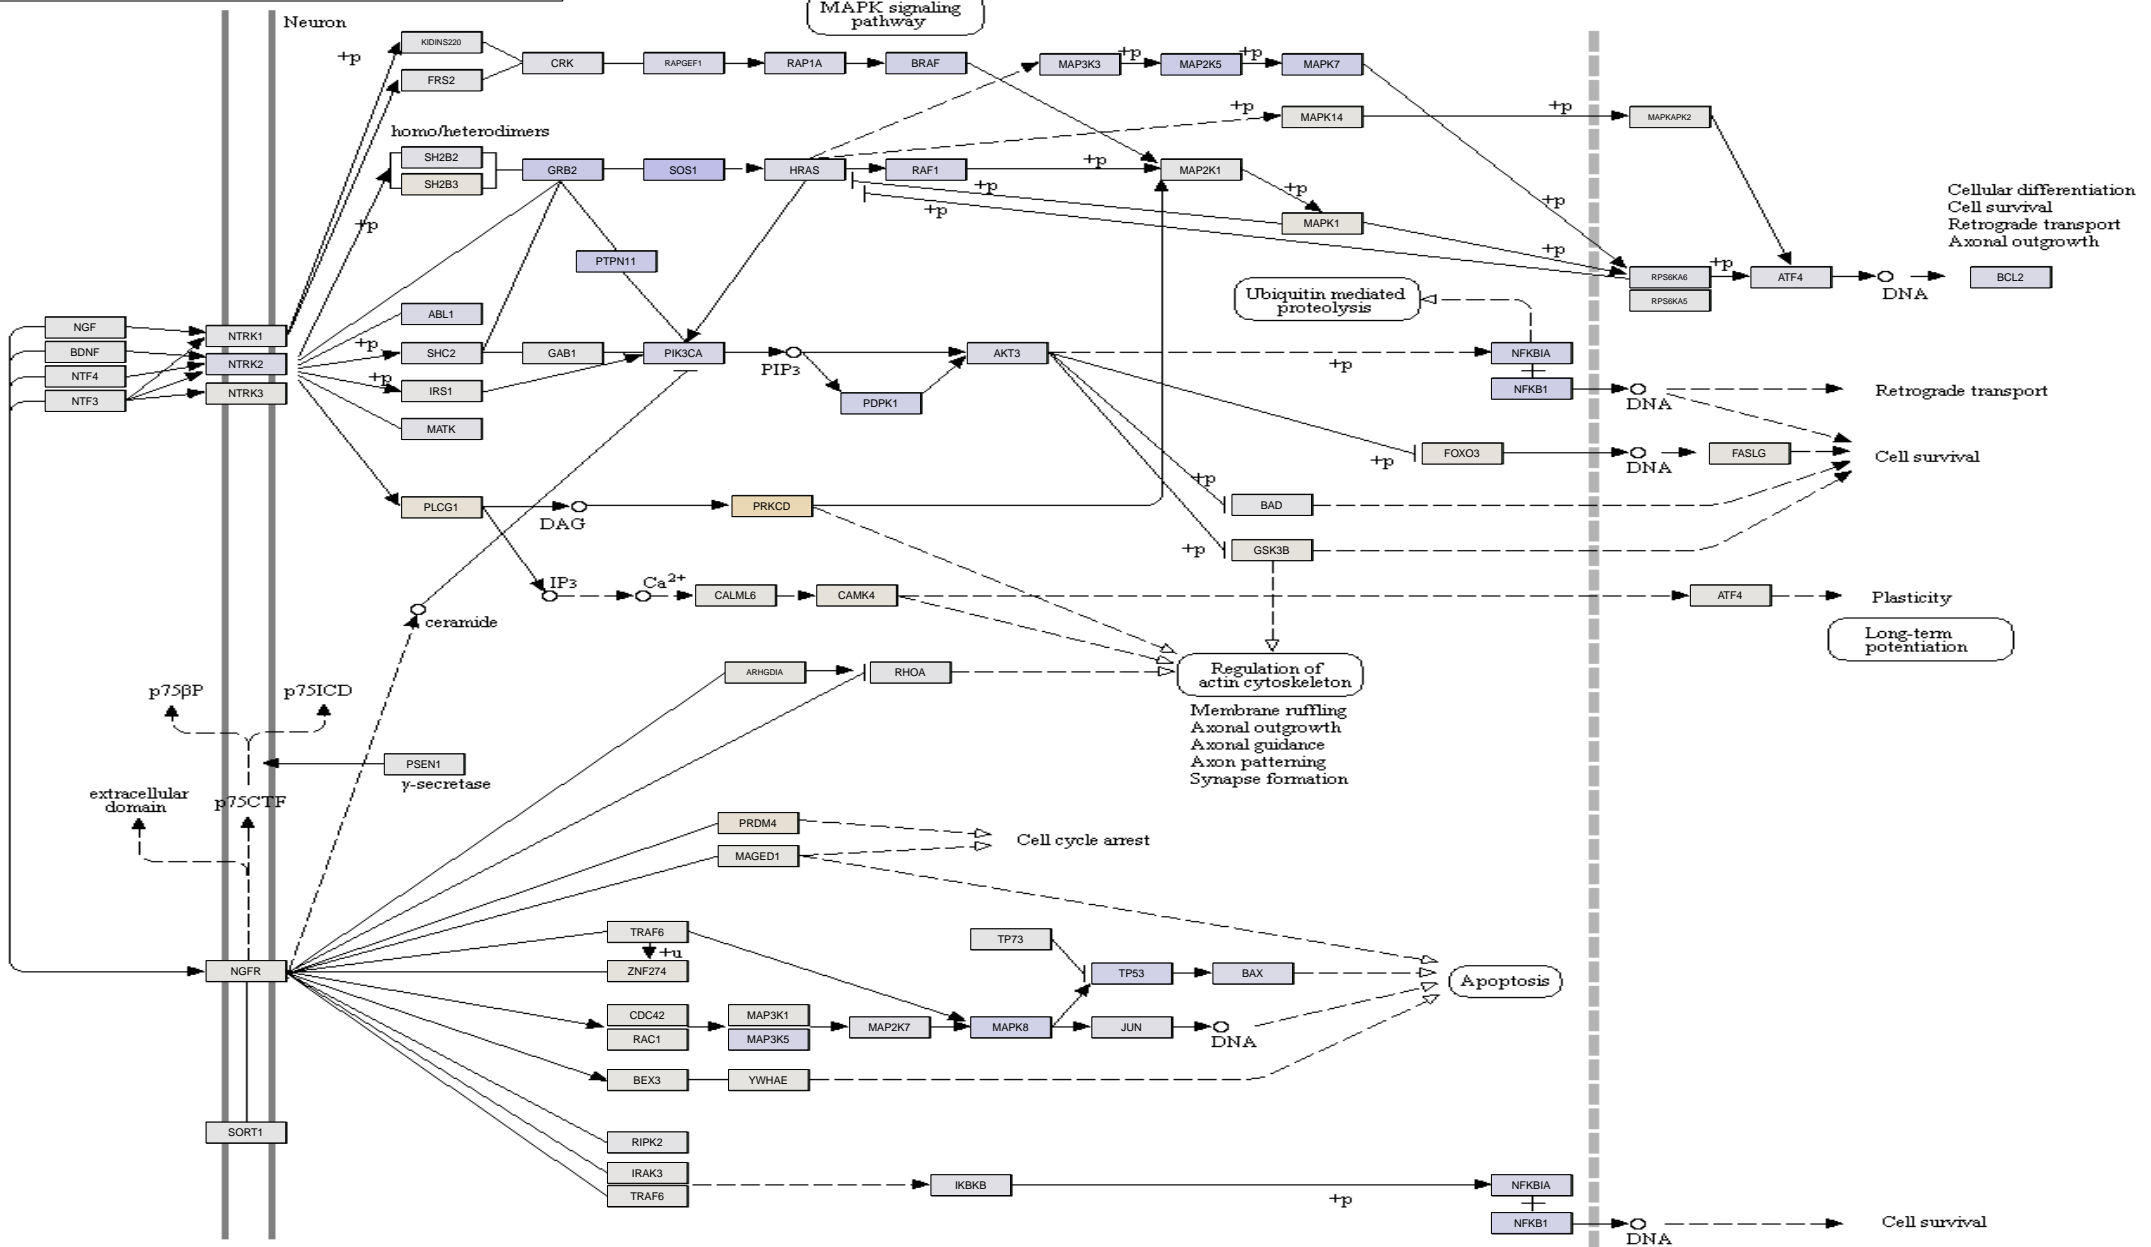 MAPK signaling
pathway
Neuron
+p
KIDINS220
FRS2
CRK
RAPGEF1
RAP1A
BRAF
MAP3K3
+p
MAP2K5
+p
MAPK7
+p
MAPK14
+p
MAPKAPK2
homo/heterodimers
SH2B2
SH2B3
GRB2
SOS1
HRAS
RAF1
+p
MAP2K1
+p
+p
+p
MAPK1
+p
+p
+p
Cellular differentiation
Cell survival
Retrograde transport
Axonal outgrowth
PTPN11
RPS6KA6
RPS6KA5
+p
ATF4
DNA
BCL2
Ubiquitin mediated
proteolysis
NGF
BDNF
NTF4
NTF3
NTRK1
NTRK2
NTRK3
ABL1
+p
SHC2
GAB1
PIK3CA
PIP3
AKT3
+p
NFKBIA
+p
IRS1
PDPK1
NFKB1
DNA
Retrograde transport
MATK
+p
FOXO3
DNA
FASLG
Cell survival
PLCG1
DAG
PRKCD
+p
BAD
+p
GSK3B
IP3
Ca2+
CALML6
CAMK4
ATF4
Plasticity
ceramide
Long-term
potentiation
ARHGDIA
RHOA
Regulation of
actin cytoskeleton
p75βP
p75ICD
Membrane ruffling
Axonal outgrowth
Axonal guidance
Axon patterning
Synapse formation
PSEN1
γ-secretase
extracellular
domain
p75CTF
PRDM4
MAGED1
Cell cycle arrest
TRAF6
+u
ZNF274
TP73
TP53
BAX
Apoptosis
NGFR
CDC42
RAC1
MAP3K1
MAP3K5
MAP2K7
MAPK8
JUN
DNA
BEX3
YWHAE
SORT1
RIPK2
IRAK3
TRAF6
IKBKB
+p
NFKBIA
NFKB1
DNA
Cell survival